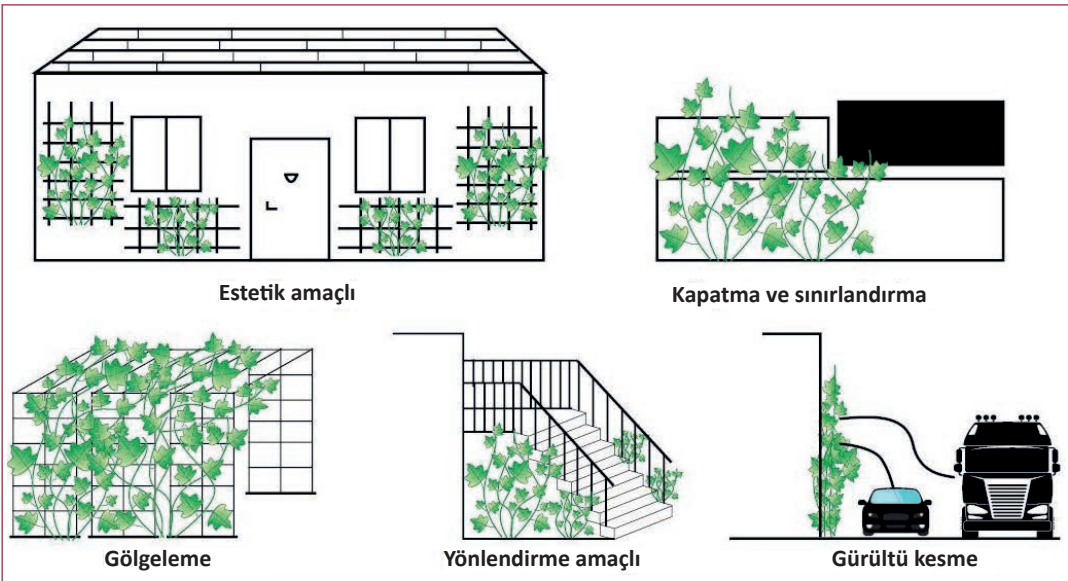 Estetik amaçlı
Kapatma ve sınırlandırma
Gölgeleme
Yönlendirme amaçlı
Gürültü kesme